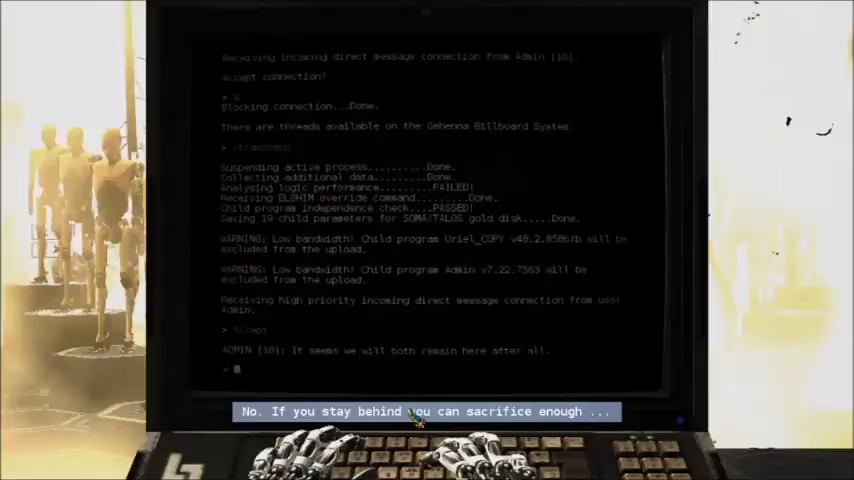 Receiving incoming direct message connection from Admin [10].
Accept connection?
> N
Blocking connection...Done.
There are threads available on the Gehenna Billboard System.
> /transcend
Suspending active process..........Done.
Collecting additional data.........Done.
Analysing logic performance........FAILED!
Receiving ELOHIM override command.........Done.
Child program independence check....PASSED!
Saving 19 child parameters for SOMA/TALOS gold disk.....Done.
WARNING: Low bandwidth! Child program Uriel_COPY will be
excluded from the upload.
WARNING: Low bandwidth! Child program Admin v7.22.7563 will be
excluded from the upload.
Receiving high priority incoming direct message connection from user
Admin.
> Accept
ADMIN [10]: It seems we will both remain here after all.
>
No. If you stay behind you can sacrifice enough ...